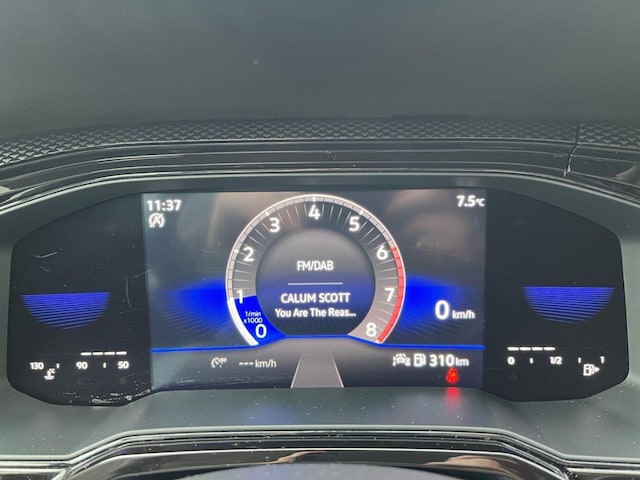 11:37
7.5°C
4
3 5
2 6
FM/DAB
1 7
CALUM SCOTT
You Are The Reas...
0 km/h
1/min
x1000
0 8
130 90 50
--- km/h
310 km
0 1/2 1